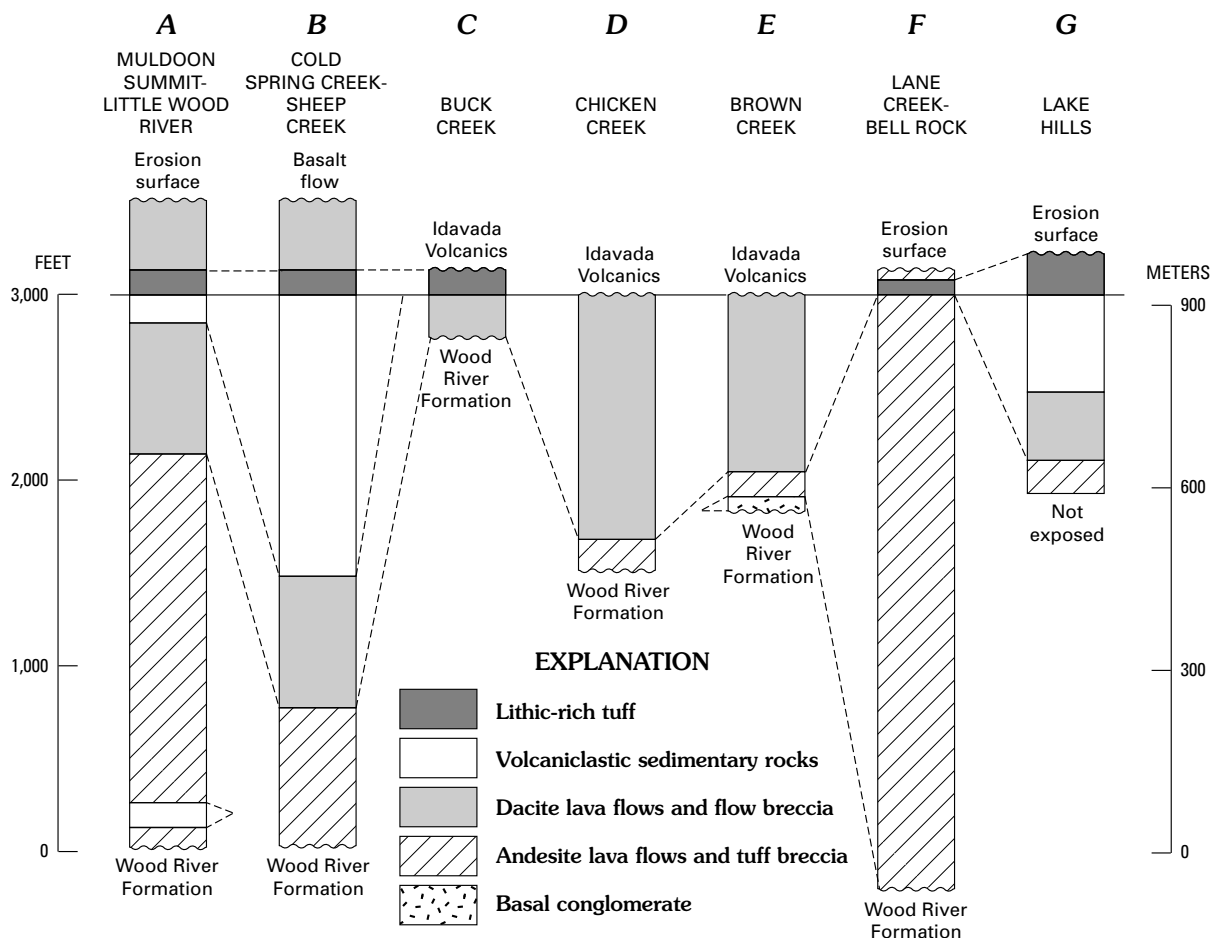 A
B
C
D
E
F
G
MULDOON
SUMMIT-
LITTLE WOOD
RIVER
COLD
SPRING CREEK-
SHEEP
CREEK
BUCK
CREEK
CHICKEN
CREEK
BROWN
CREEK
LANE
CREEK-
BELL ROCK
LAKE
HILLS
Erosion
surface
Basalt
flow
Idavada
Volcanics
Idavada
Volcanics
Idavada
Volcanics
Erosion
surface
Erosion
surface
FEET
3,000
2,000
1,000
0
METERS
900
600
300
0
Wood
River
Formation
Wood River
Formation
Wood
River
Formation
Not
exposed
Wood River
Formation
Wood River
Formation
Wood River
Formation
EXPLANATION
Lithic-rich tuff
Volcaniclastic sedimentary rocks
Dacite lava flows and flow breccia
Andesite lava flows and tuff breccia
Basal conglomerate